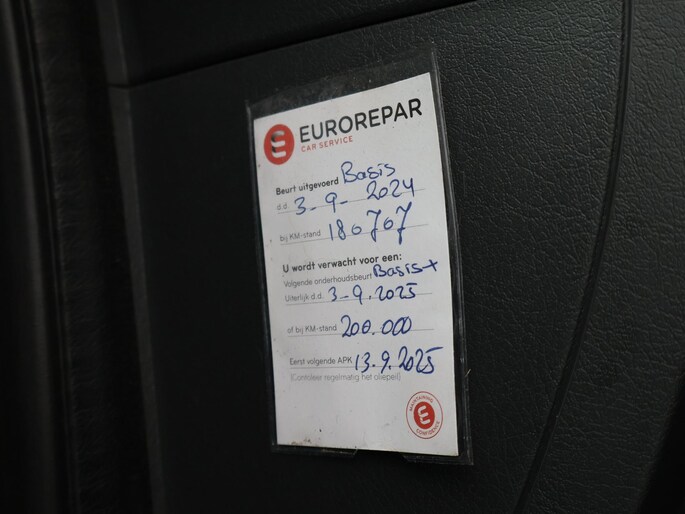 EUROREPAR
CAR SERVICE
Beurt uitgevoerd Basis
d.d. 3-9-2024
bij KM-stand 180707
U wordt verwacht voor een:
Volgende onderhoudsbeurt Basis+
Uiterlijk d.d. 3-9.2025
of bij KM-stand 200.000
Eerst volgende APK 13.9.2025
(Controleer regelmatig het oliepeil)
MAINTAINING
CONFIDENCE